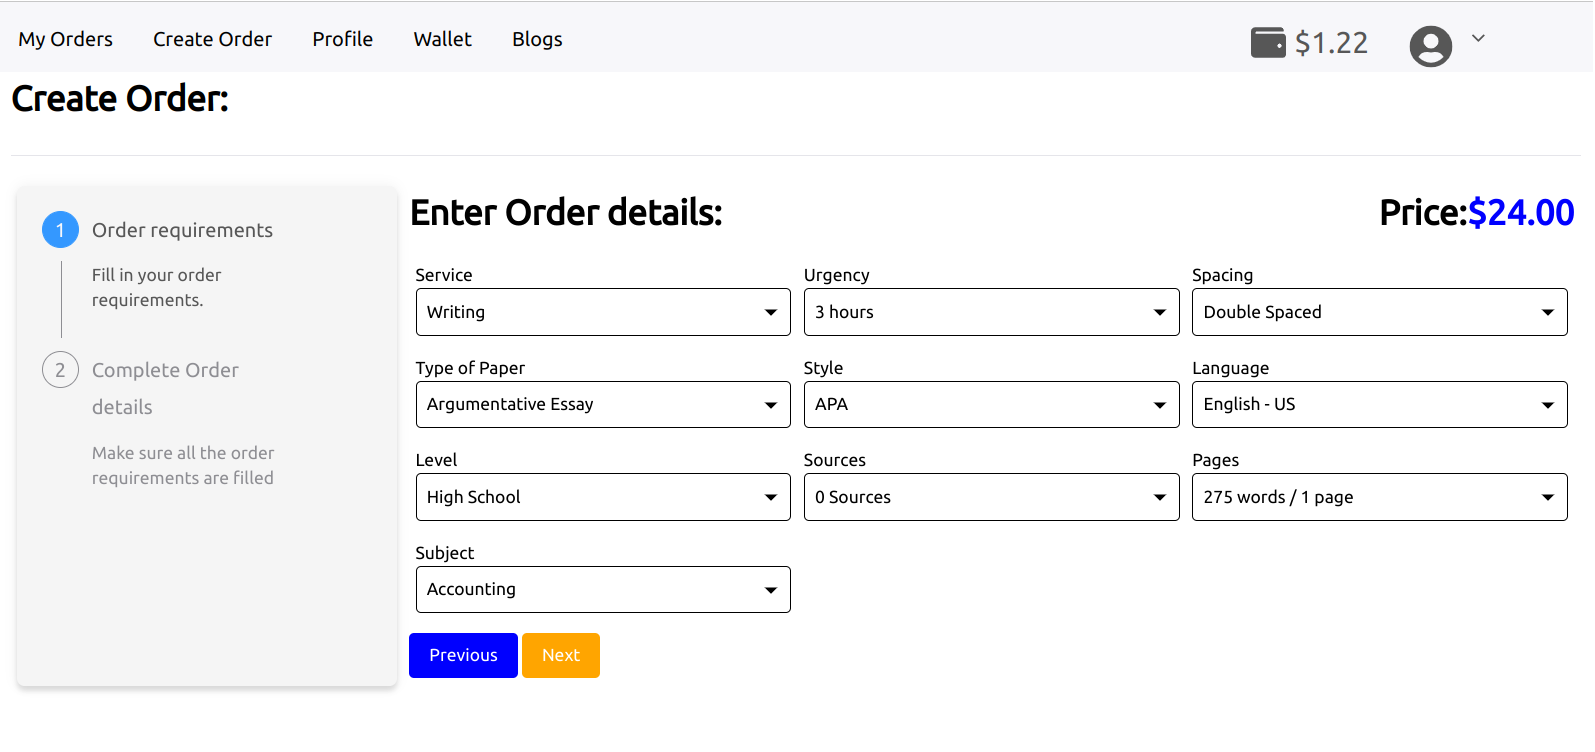 My Orders Create Order Profile Wallet Blogs $1.22
Create Order:
1 Order requirements
Fill in your order
requirements.
2 Complete Order
details
Make sure all the order
requirements are filled
Enter Order details: Price:$24.00
Service Urgency Spacing
Writing 3 hours Double Spaced
Type of Paper Style Language
Argumentative Essay APA English - US
Level Sources Pages
High School 0 Sources 275 words / 1 page
Subject
Accounting
Previous Next